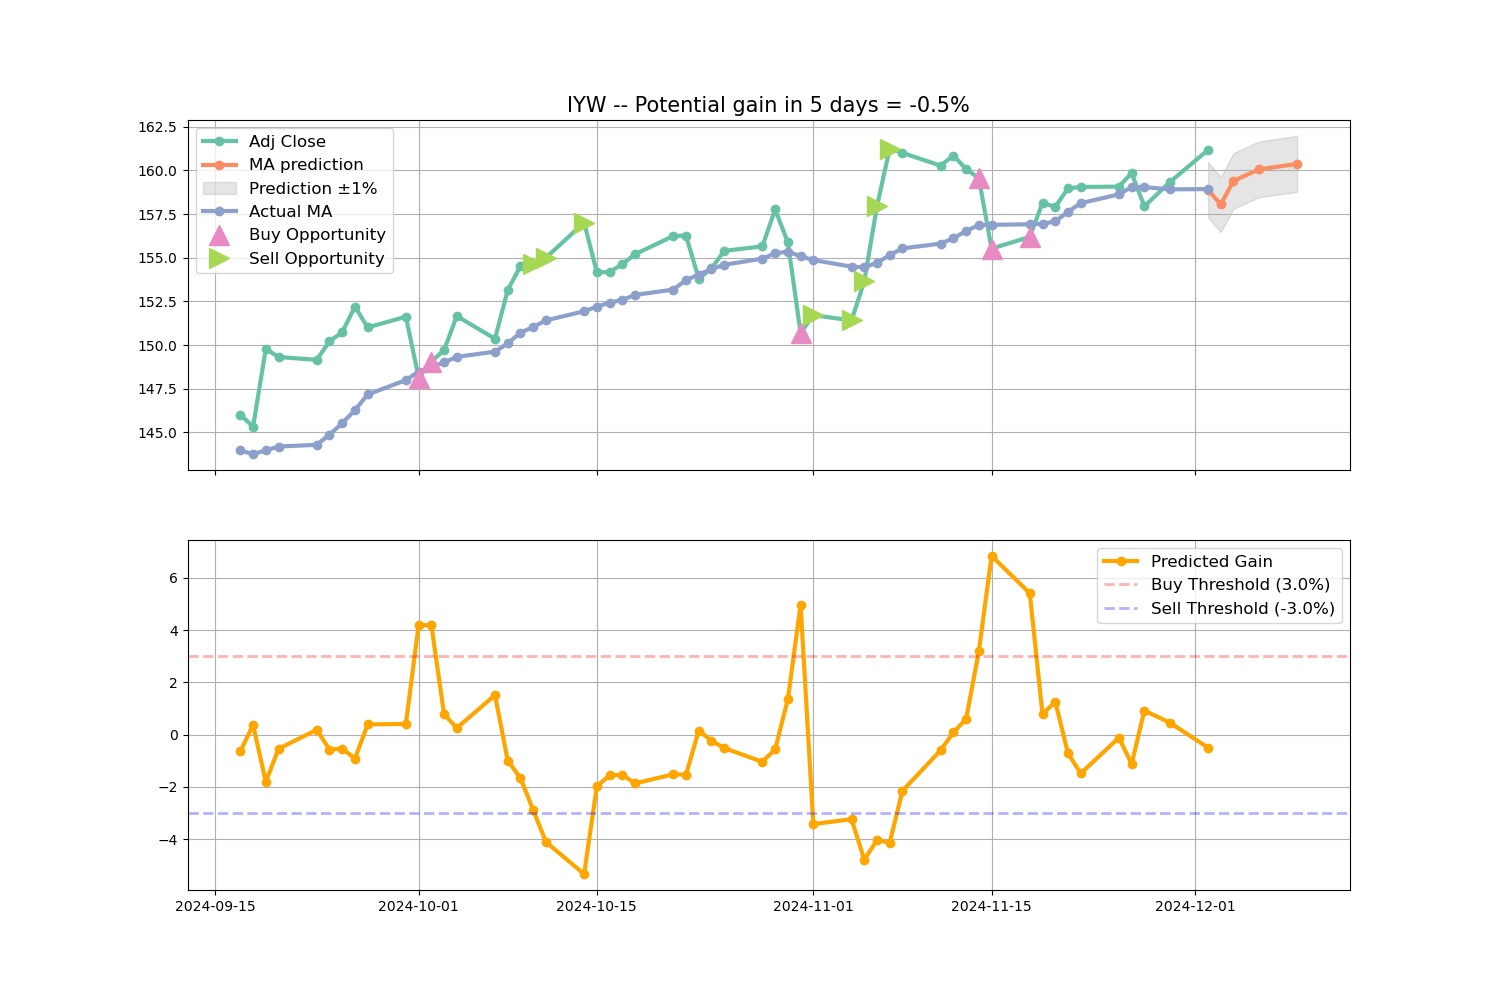 IYW -- Potential gain in 5 days = -0.5%
162.5
160.0
157.5
155.0
152.5
150.0
147.5
145.0
Adj Close
MA prediction
Prediction ±1%
Actual MA
Buy Opportunity
Sell Opportunity
6
4
2
0
−2
−4
Predicted Gain
Buy Threshold (3.0%)
Sell Threshold (-3.0%)
2024-09-15 2024-10-01 2024-10-15 2024-11-01 2024-11-15 2024-12-01